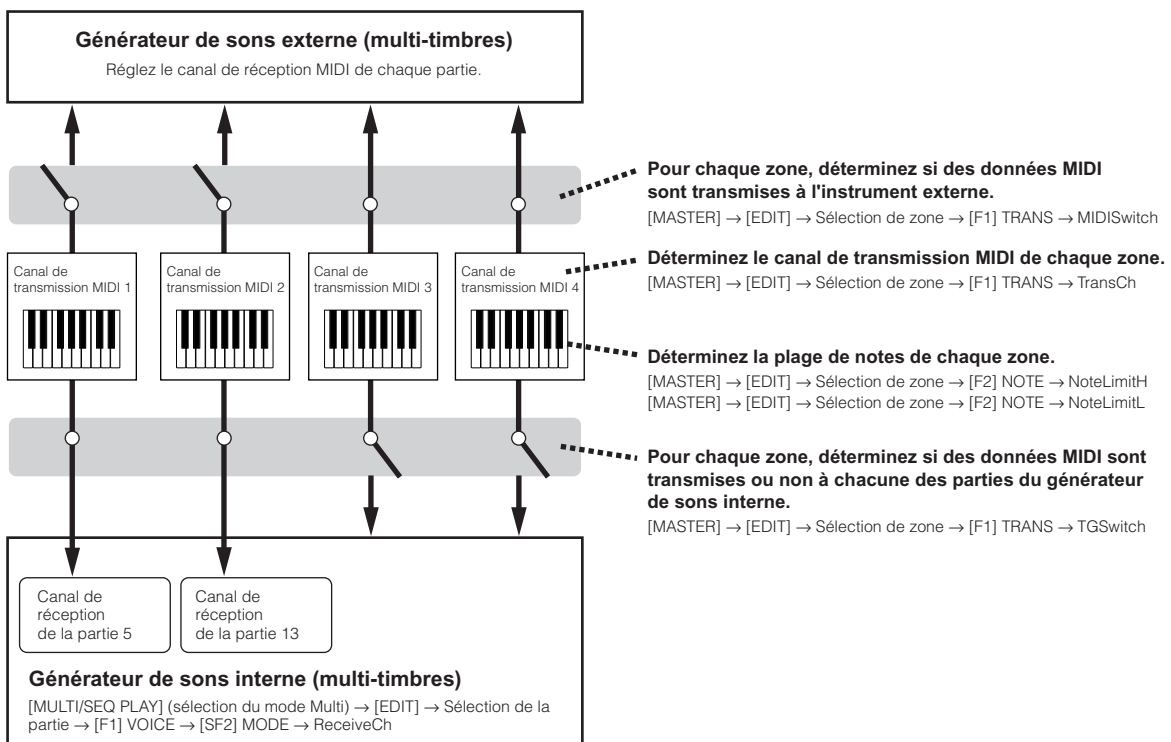 Générateur de sons externe (multi-timbres)
Réglez le canal de réception MIDI de chaque partie.
Pour chaque zone, déterminez si des données MIDI
sont transmises à l'instrument externe.
[MASTER] → [EDIT] → Sélection de zone → [F1] TRANS → MIDISwitch
Canal de
transmission MIDI 1
Canal de
transmission MIDI 2
Canal de
transmission MIDI 3
Canal de
transmission MIDI 4
Déterminez le canal de transmission MIDI de chaque zone.
[MASTER] → [EDIT] → Sélection de zone → [F1] TRANS → TransCh
Déterminez la plage de notes de chaque zone.
[MASTER] → [EDIT] → Sélection de zone → [F2] NOTE → NoteLimitH
[MASTER] → [EDIT] → Sélection de zone → [F2] NOTE → NoteLimitL
Pour chaque zone, déterminez si des données MIDI sont
transmises ou non à chacune des parties du générateur
de sons interne.
[MASTER] → [EDIT] → Sélection de zone → [F1] TRANS → TGSwitch
Canal de
réception
de la partie 5
Canal de
réception
de la partie 13
Générateur de sons interne (multi-timbres)
[MULTI/SEQ PLAY] (sélection du mode Multi) → [EDIT] → Sélection de la
partie → [F1] VOICE → [SF2] MODE → ReceiveCh